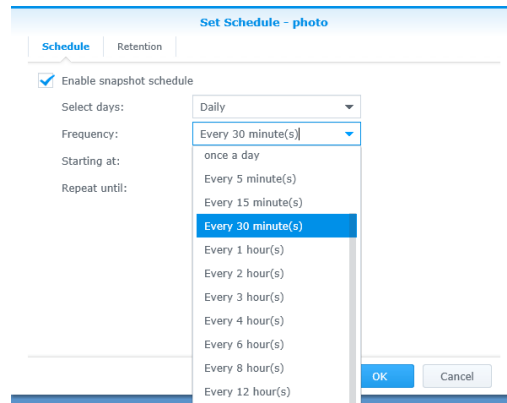 Set Schedule - photo
Schedule Retention
Enable snapshot schedule
Select days: Daily
Frequency: Every 30 minute(s)
Starting at:
Repeat until:
once a day
Every 5 minute(s)
Every 15 minute(s)
Every 30 minute(s)
Every 1 hour(s)
Every 2 hour(s)
Every 3 hour(s)
Every 4 hour(s)
Every 6 hour(s)
Every 8 hour(s)
Every 12 hour(s)
OK Cancel